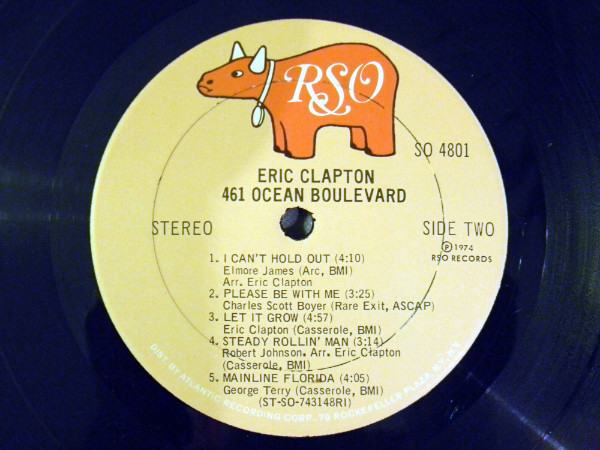 RSO
SO 4801
ERIC CLAPTON
461 OCEAN BOULEVARD
STEREO
SIDE TWO
℗1974
RSO RECORDS
1. I CAN'T HOLD OUT (4:10)
Elmore James (Arc, BMI)
Arr. Eric Clapton
2. PLEASE BE WITH ME (3:25)
Charles Scott Boyer (Rare Exit, ASCAP)
3. LET IT GROW (4:57)
Eric Clapton (Casserole, BMI)
4. STEADY ROLLIN' MAN (3:14)
Robert Johnson. Arr. Eric Clapton
(Casserole, BMI)
5. MAINLINE FLORIDA (4:05)
George Terry (Casserole, BMI)
(ST-SO-743148RI)
DIST. BY ATLANTIC RECORDING CORP. 75 ROCKEFELLER PLAZA, N.Y., N.Y.